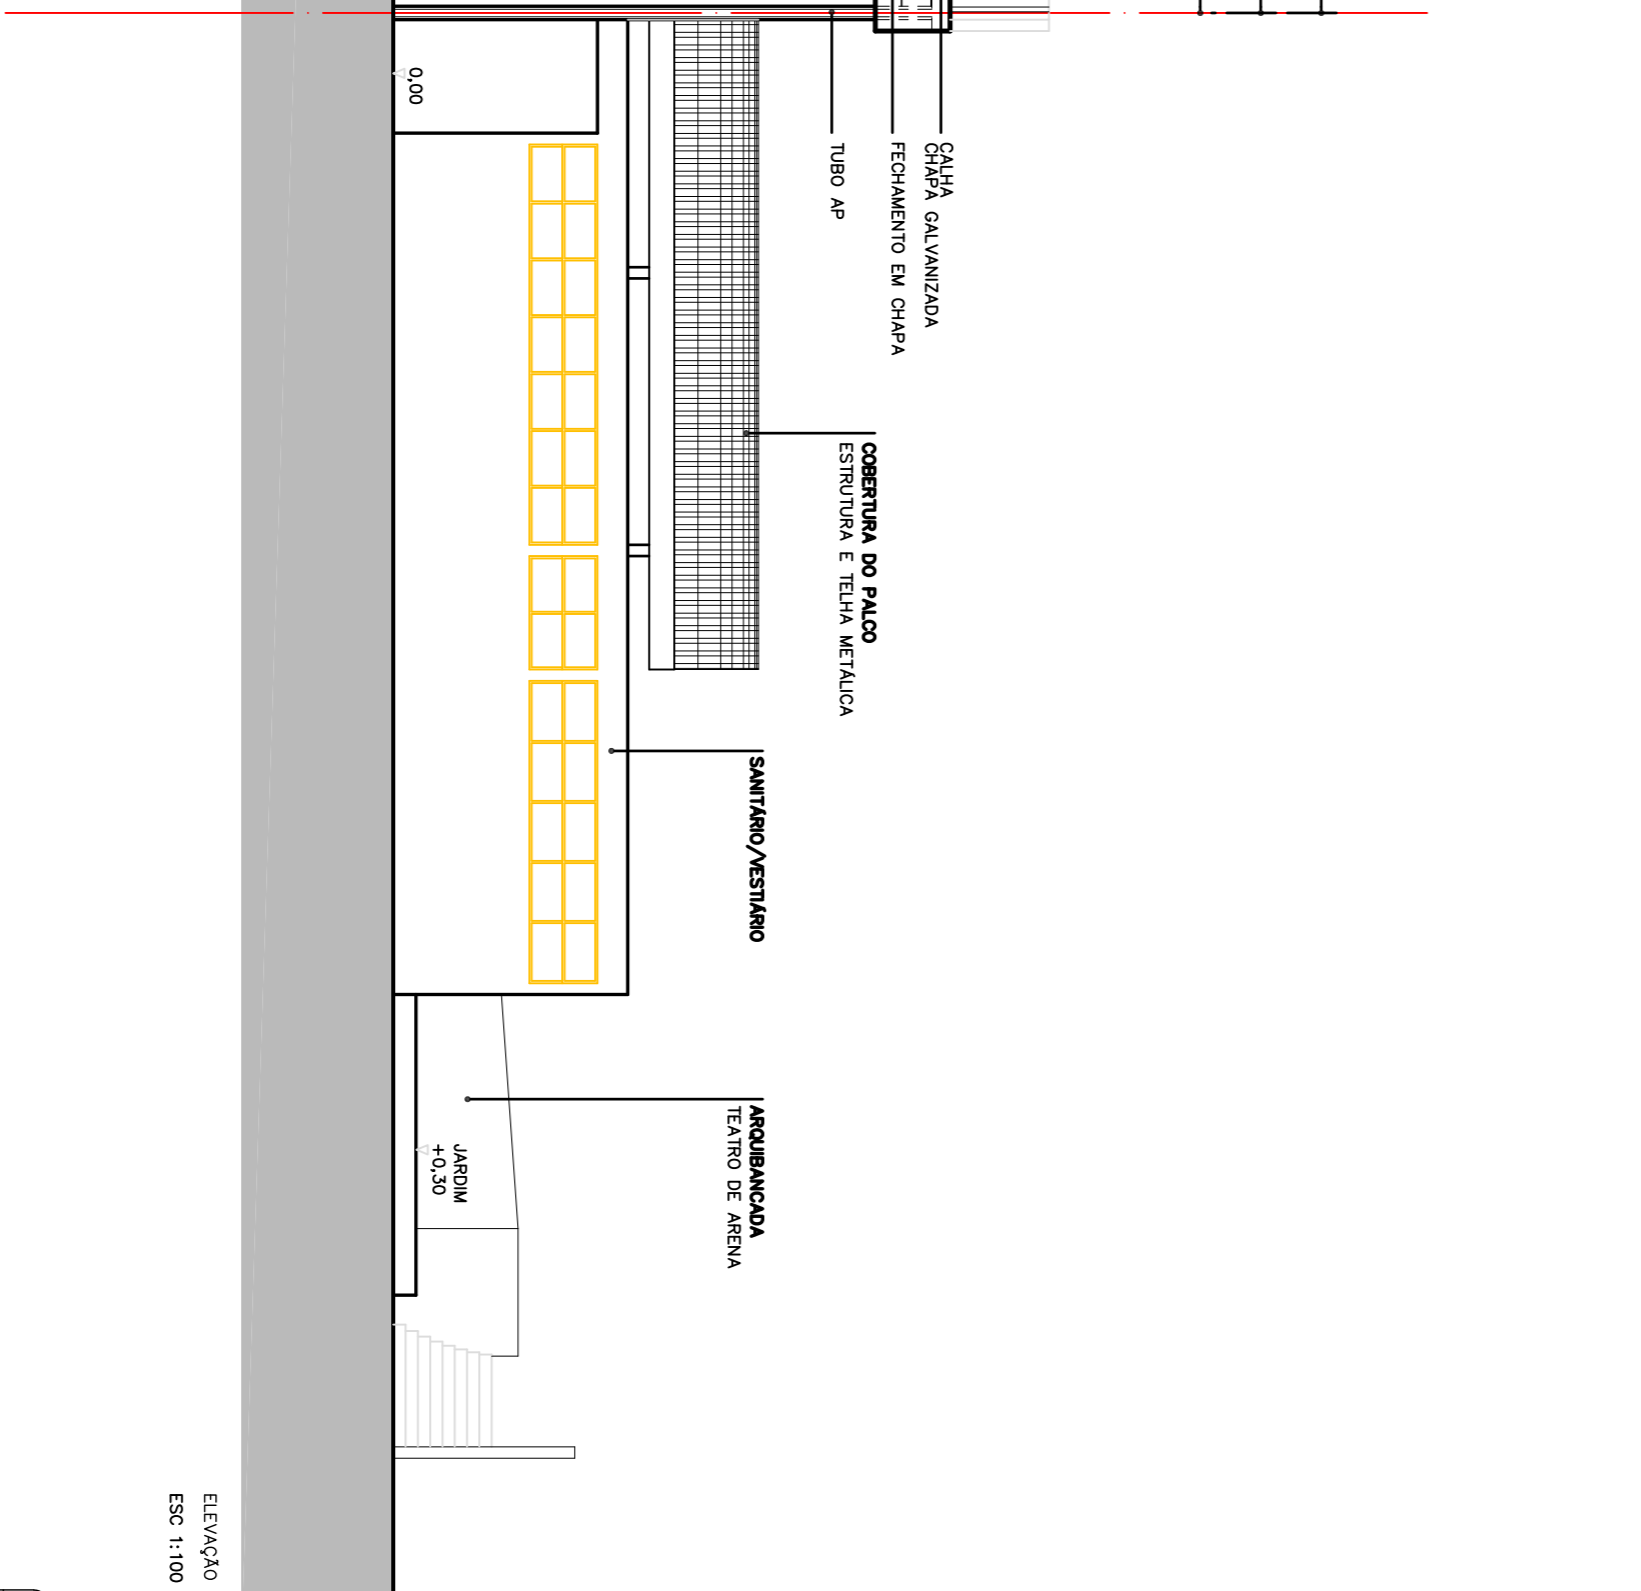 CALHA
CHAPA GALVANIZADA
FECHAMENTO EM CHAPA
TUBO AP
0,00
COBERTURA DO PALCO
ESTRUTURA E TELHA METÁLICA
SANITÁRIO/VESTIÁRIO
ARQUIBANCADA
TEATRO DE ARENA
JARDIM
+0,30
ELEVAÇÃO
ESC 1:100